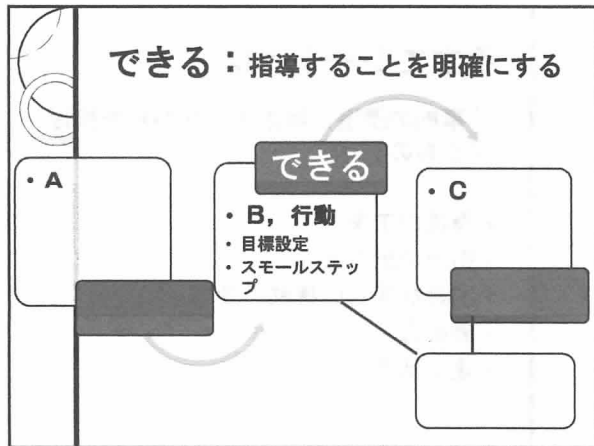 できる：指導することを明確にする
・A
できる
・B，行動
・目標設定
・スモールステッ
プ
・C